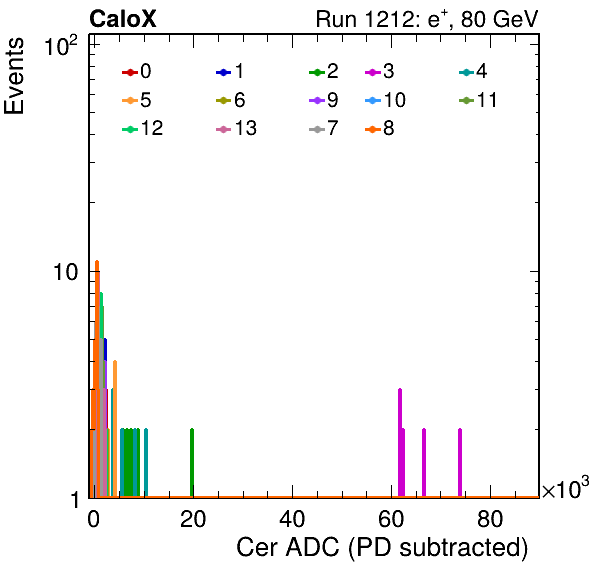 CaloX Run 1212: e⁺, 80 GeV
Events
10²
10
1
0 1 2 3 4
5 6 9 10 11
12 13 7 8
0 20 40 60 80
×10³
Cer ADC (PD subtracted)